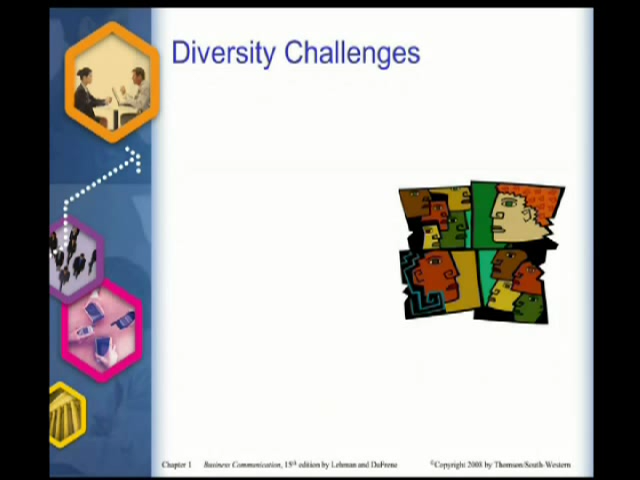 Diversity Challenges
Chapter 1 Business Communication, 15th edition by Lehman and DuFrene ©Copyright 2008 by Thomson/South-Western